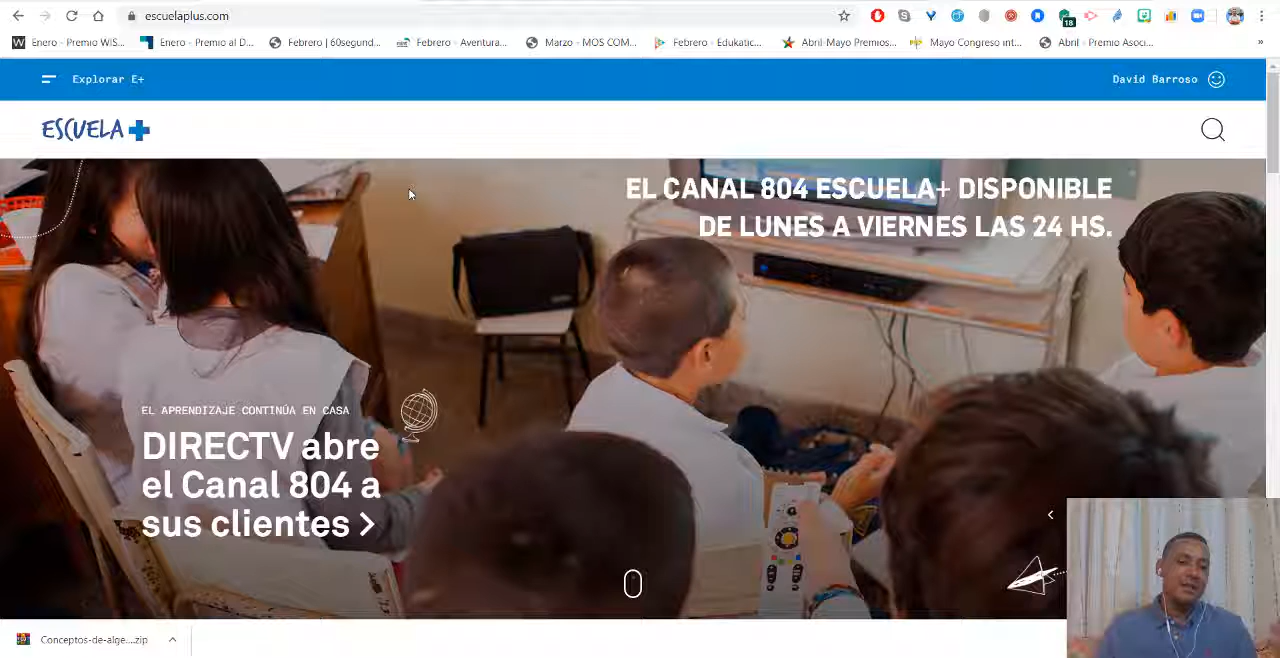 escuelaplus.com
18
Enero - Premio WIS...
Enero - Premio al D...
Febrero | 60segund...
Febrero - Aventura...
Marzo - MOS COM...
Febrero - Edukatic...
Abril-Mayo Premios...
Mayo Congreso int...
Abril - Premio Asoci...
»
Explorar E+
David Barroso
ESCUELA+
EL CANAL 804 ESCUELA+ DISPONIBLE
DE LUNES A VIERNES LAS 24 HS.
EL APRENDIZAJE CONTINÚA EN CASA
DIRECTV abre
el Canal 804 a
sus clientes >
Conceptos-de-alge....zip